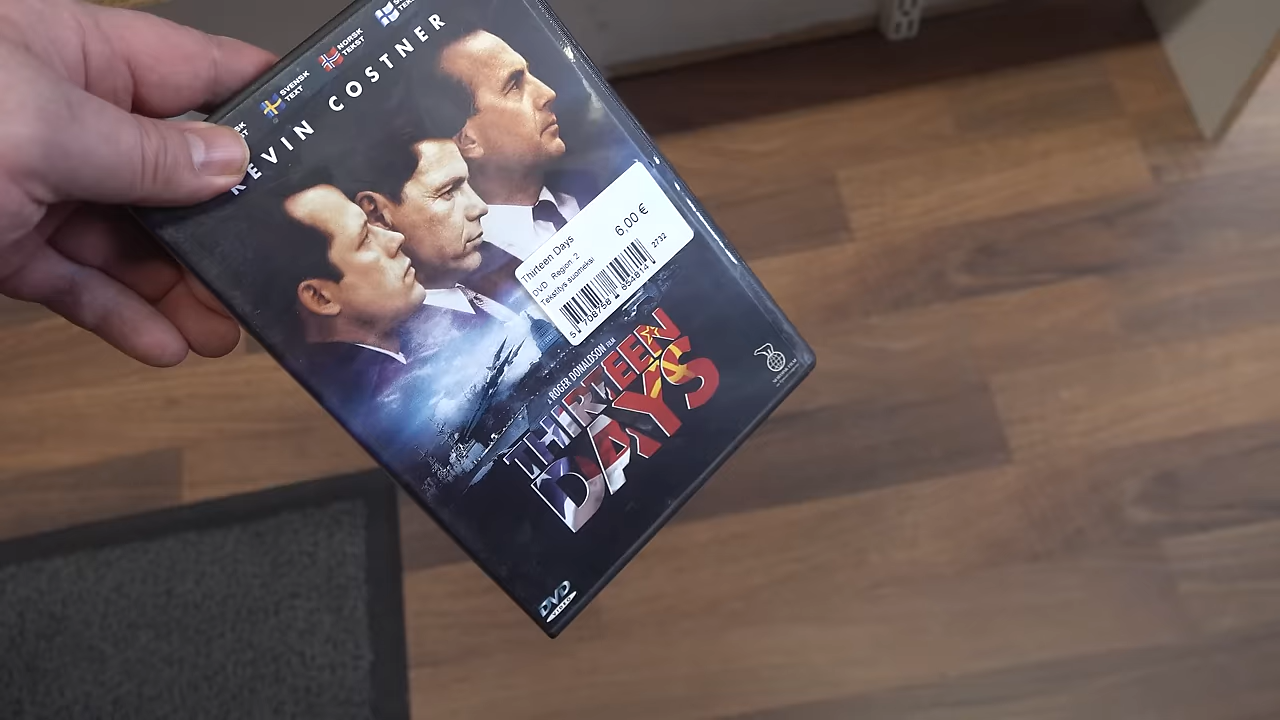 SVENSK
TEXT
NORSK
TEKST
KEVIN COSTNER
Thirteen Days
6,00 €
DVD Region 2
Tekstitys suomeksi
2732
A ROGER DONALDSON FILM
THIRTEEN
DAYS
DVD
VIDEO